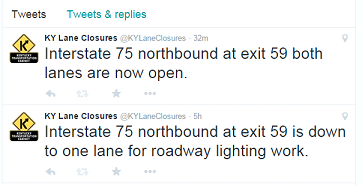 Tweets Tweets & replies
KY Lane Closures @KYLaneClosures · 32m
Interstate 75 northbound at exit 59 both
lanes are now open.
KY Lane Closures @KYLaneClosures · 5h
Interstate 75 northbound at exit 59 is down
to one lane for roadway lighting work.